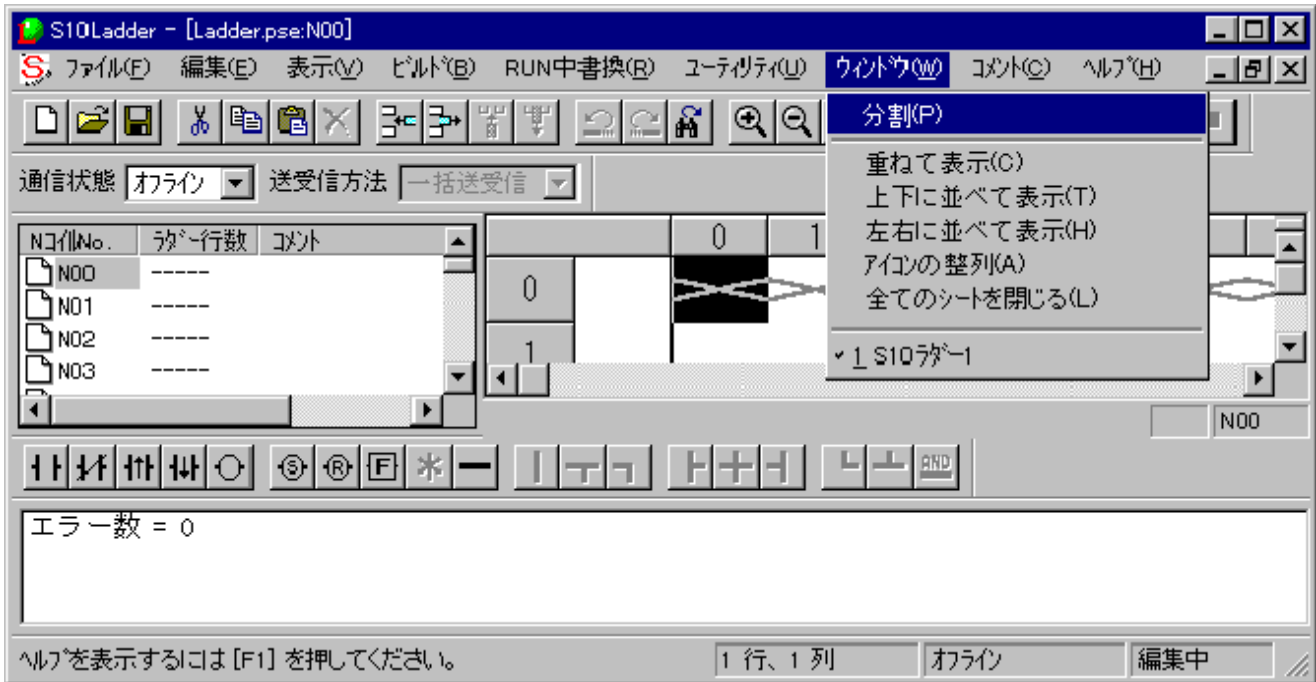 S10Ladder - [Ladder.pse:N00]
ファイル(F) 編集(E) 表示(V) ビルド(B) RUN中書換(R) ユーティリティ(U) ウィンドウ(W) コメント(C) ヘルプ(H)
分割(P)
重ねて表示(C)
上下に並べて表示(T)
左右に並べて表示(H)
アイコンの整列(A)
全てのシートを閉じる(L)
1 S10ラダー1
通信状態 オフライン 送受信方法 一括送受信
NコイルNo. ラダー行数 コメント
N00 -----
N01 -----
N02 -----
N03 -----
0 1
0
1
N00
S R F AND
エラー数 = 0
ヘルプを表示するには [F1] を押してください。 1 行、1 列 オフライン 編集中